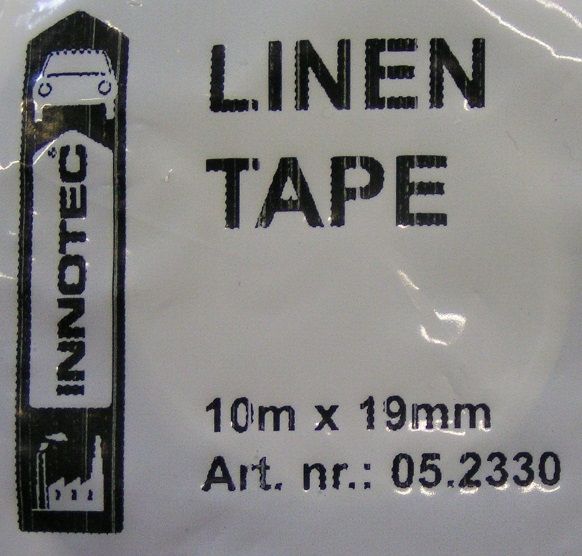 LINEN
TAPE
INNOTEC®
10m x 19mm
Art. nr.: 05.2330